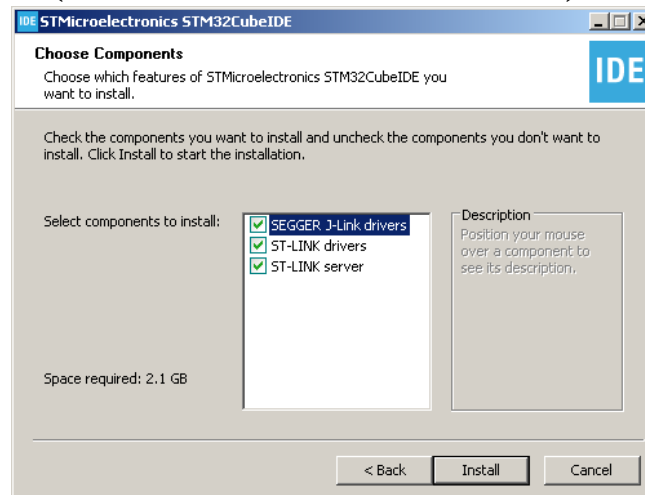 IDE STMicroelectronics STM32CubeIDE
Choose Components
Choose which features of STMicroelectronics STM32CubeIDE you
want to install.
IDE
Check the components you want to install and uncheck the components you don't want to
install. Click Install to start the installation.
Select components to install:
SEGGER J-Link drivers
ST-LINK drivers
ST-LINK server
Description
Position your mouse
over a component to
see its description.
Space required: 2.1 GB
< Back
Install
Cancel